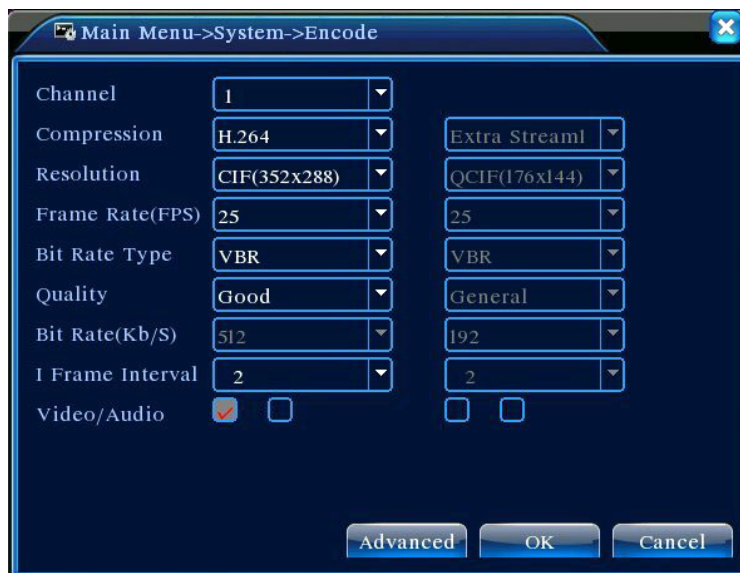 Main Menu->System->Encode
Channel 1
Compression H.264 Extra Stream1
Resolution CIF(352x288) QCIF(176x144)
Frame Rate(FPS) 25 25
Bit Rate Type VBR VBR
Quality Good General
Bit Rate(Kb/S) 512 192
I Frame Interval 2 2
Video/Audio
Advanced OK Cancel